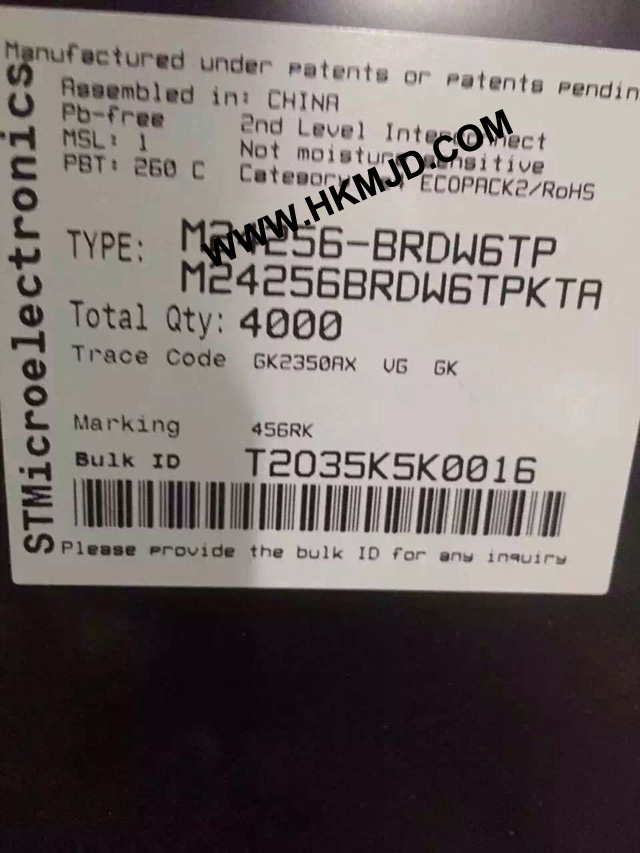 Manufactured under patents or patents pendin
Assembled in: CHINA
Pb-free 2nd Level Interconnect
MSL: 1 Not moisture sensitive
PBT: 260 C Category ECOPACK2/RoHS
WWW.HKMJD.COM
TYPE: M24256-BRDW6TP
M24256BRDW6TPKTA
Total Qty: 4000
Trace Code GK2350AX VG GK
Marking 456RK
Bulk ID T2035K5K0016
Please provide the bulk ID for any inquiry
STMicroelectronics